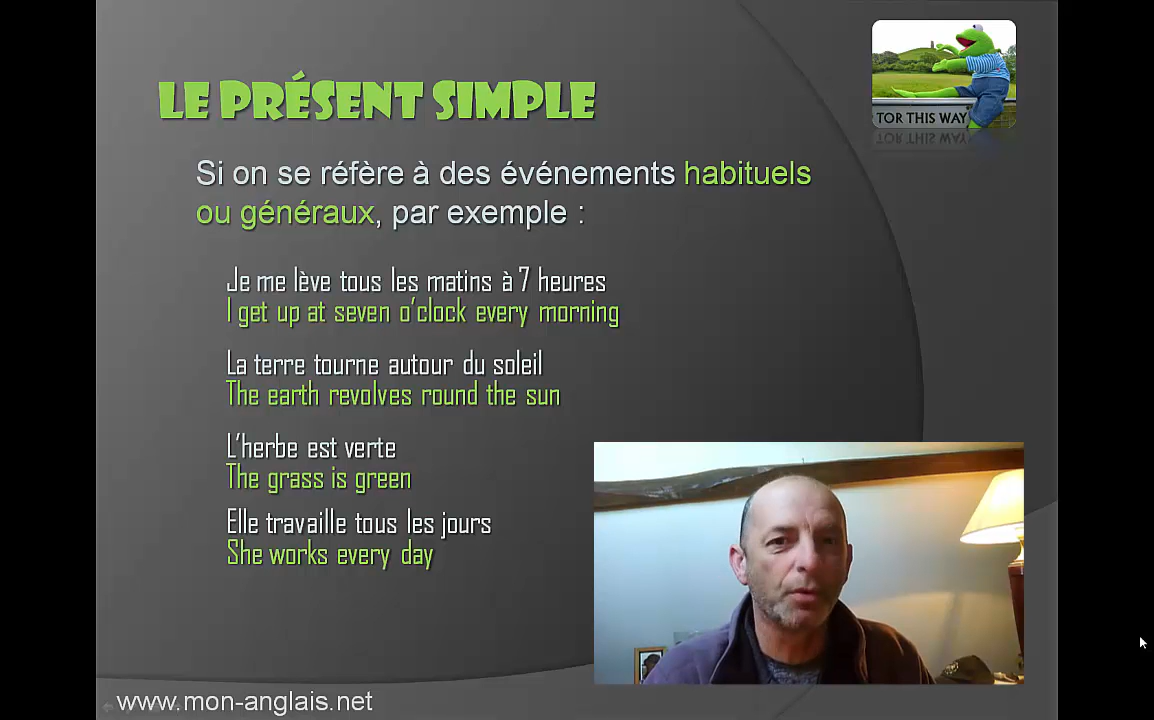 LE PRÉSENT SIMPLE
TOR THIS WAY
Si on se réfère à des événements habituels
ou généraux, par exemple :
Je me lève tous les matins à 7 heures
I get up at seven o'clock every morning
La terre tourne autour du soleil
The earth revolves round the sun
L'herbe est verte
The grass is green
Elle travaille tous les jours
She works every day
www.mon-anglais.net